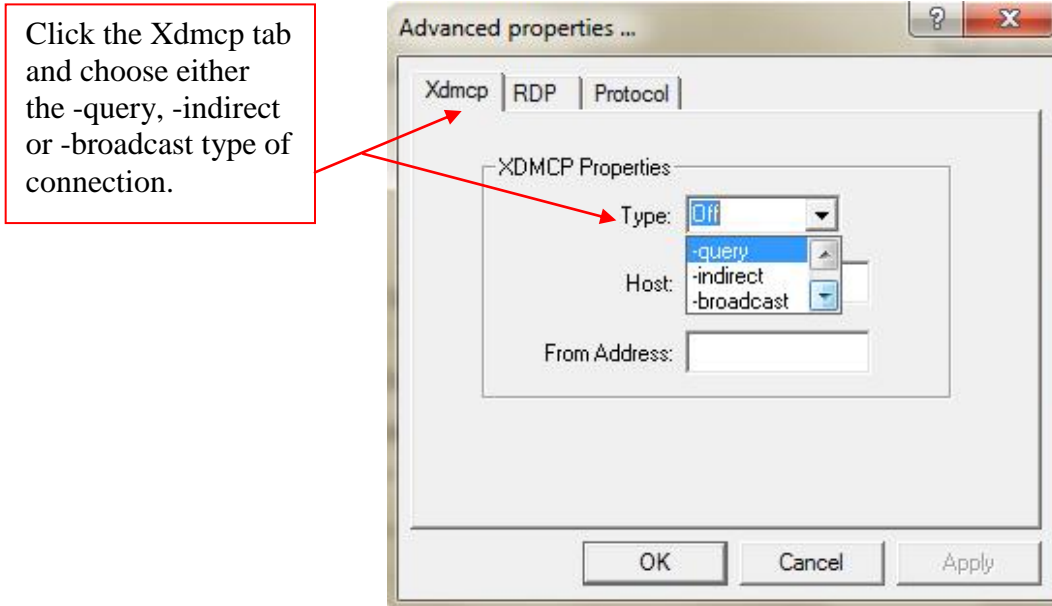 Click the Xdmcp tab
and choose either
the -query, -indirect
or -broadcast type of
connection.
Advanced properties ...
? X
Xdmcp RDP Protocol
XDMCP Properties
Type: Off
-query
-indirect
-broadcast
Host:
From Address:
OK Cancel Apply